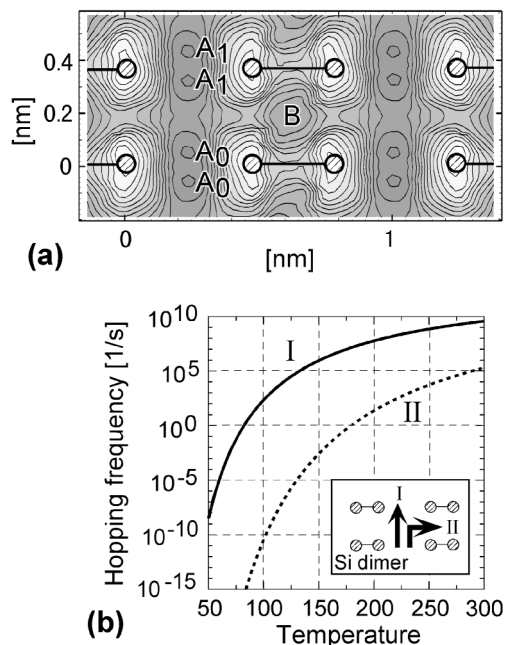 0.4
0.2
0
[nm]
A1
A1
A0
A0
B
0
1
[nm]
(a)
Hopping frequency [1/s]
10^10
10^5
10^0
10^-5
10^-10
10^-15
I
II
I
II
Si dimer
50
100
150
200
250
300
Temperature
(b)